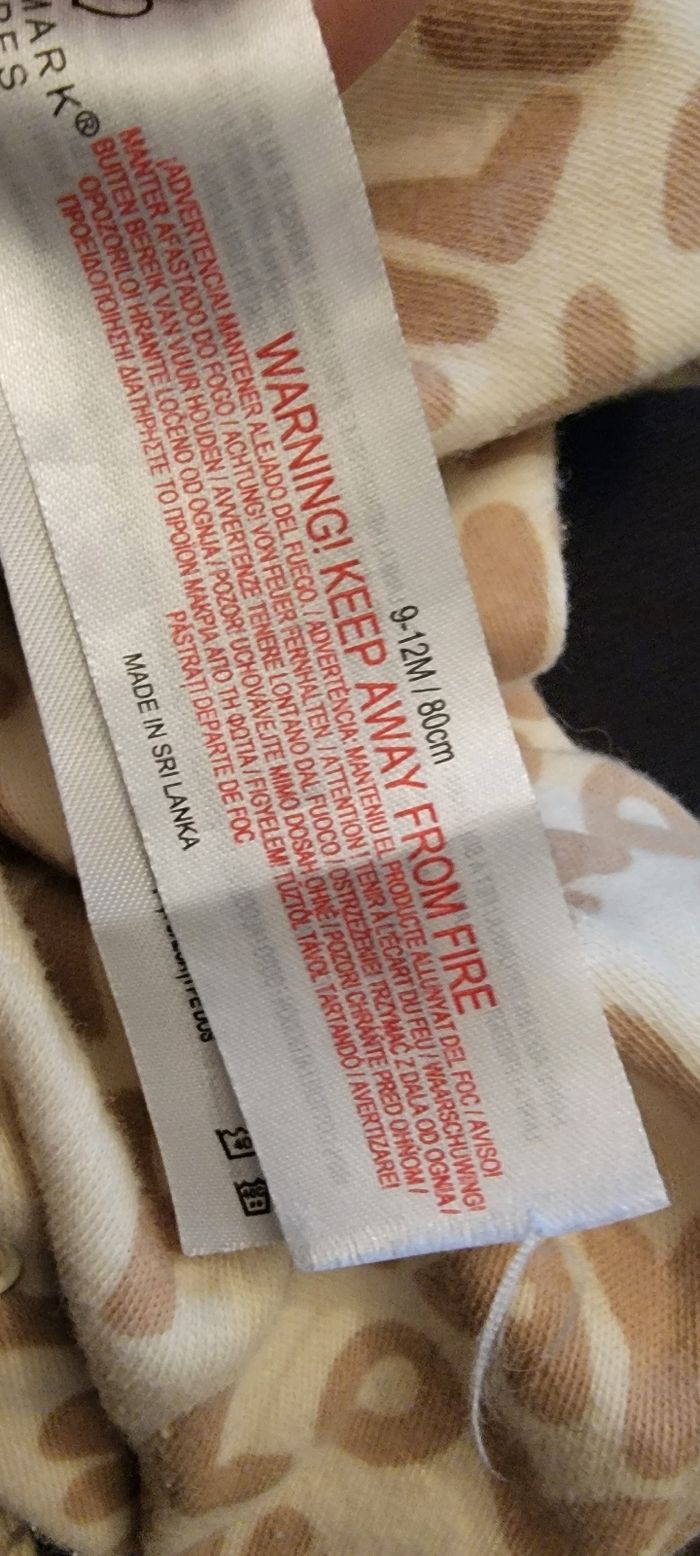 MARK®
9-12M / 80cm
WARNING! KEEP AWAY FROM FIRE
¡ADVERTENCIA! MANTENER ALEJADO DEL FUEGO. / ADVERTÈNCIA: MANTENIU EL PRODUCTE ALLUNYAT DEL FOC / AVISO!
MANTER AFASTADO DO FOGO / ACHTUNG! VON FEUER FERNHALTEN / ATTENTION ! TENIR À L'ÉCART DU FEU / WAARSCHUWING!
BUITEN BEREIK VAN VUUR HOUDEN / AVVERTENZE TENERE LONTANO DAL FUOCO / OSTRZEŻENIE! TRZYMAĆ Z DALA OD OGNIA /
OPOZORILO! HRANITE LOČENO OD OGNJA / POZOR! UCHOVÁVEJTE MIMO DOSAH OHNĚ / POZOR! CHRÁŇTE PRED OHŇOM /
ΠΡΟΕΙΔΟΠΟΙΗΣΗ! ΔΙΑΤΗΡΗΣΤΕ ΤΟ ΠΡΟΪΟΝ ΜΑΚΡΙΑ ΑΠΟ ΤΗ ΦΩΤΙΑ / FIGYELEM! TŰZTŐL TÁVOL TARTANDÓ / AVERTIZARE!
PĂSTRAȚI DEPARTE DE FOC
MADE IN SRI LANKA